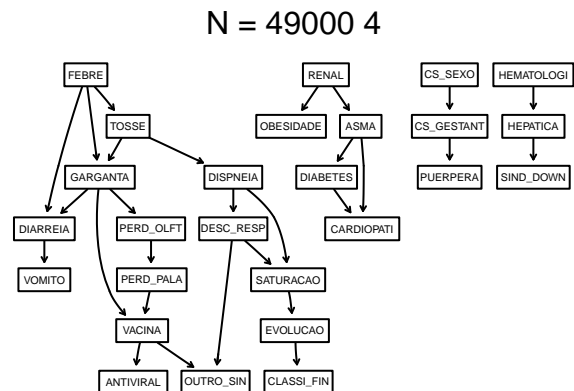 N = 49000 4
FEBRE RENAL CS_SEXO HEMATOLOGI
TOSSE OBESIDADE ASMA CS_GESTANT HEPATICA
GARGANTA DISPNEIA DIABETES PUERPERA SIND_DOWN
DIARREIA PERD_OLFT DESC_RESP CARDIOPATI
VOMITO PERD_PALA SATURACAO
VACINA EVOLUCAO
ANTIVIRAL OUTRO_SIN CLASSI_FIN